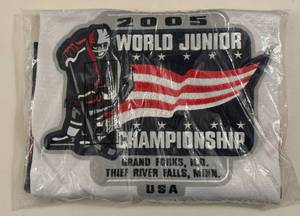 2005
WORLD JUNIOR
CHAMPIONSHIP
GRAND FORKS, N.D.
THIEF RIVER FALLS, MINN.
USA